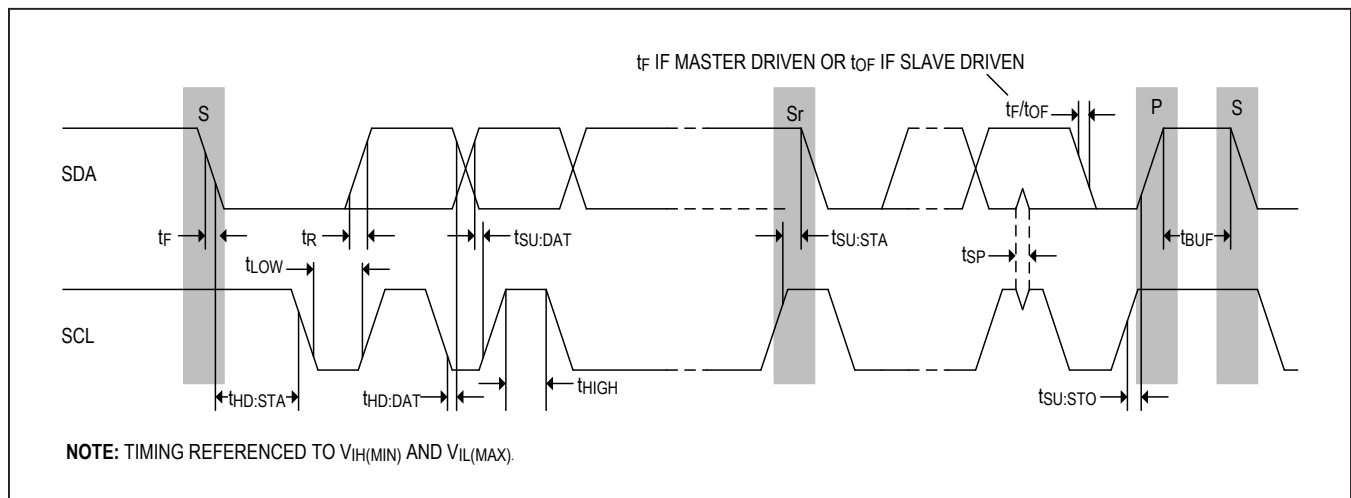 tF IF MASTER DRIVEN OR tOF IF SLAVE DRIVEN
S
Sr
tF/tOF
P
S
SDA
tF
tR
tSU:DAT
tSU:STA
tSP
tBUF
tLOW
SCL
tHD:STA
tHD:DAT
tHIGH
tSU:STO
NOTE: TIMING REFERENCED TO VIH(MIN) AND VIL(MAX).